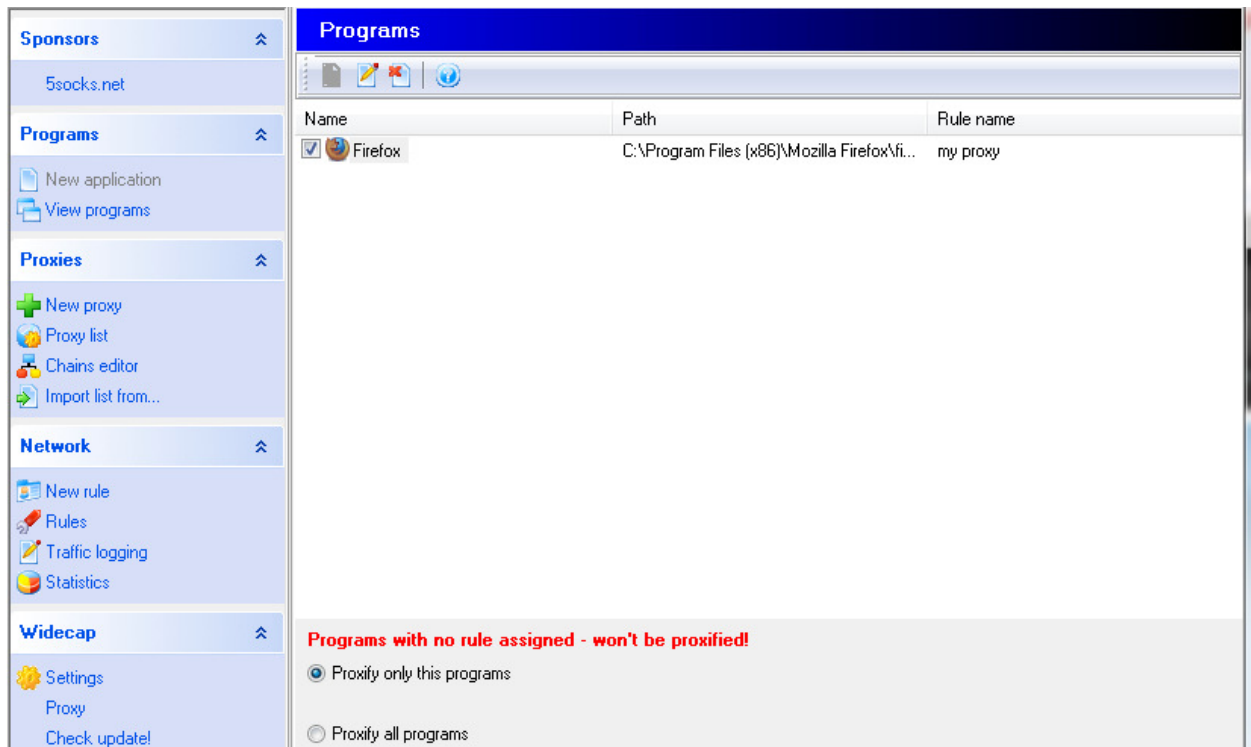 Sponsors
5socks.net
Programs
New application
View programs
Proxies
New proxy
Proxy list
Chains editor
Import list from...
Network
New rule
Rules
Traffic logging
Statistics
Widecap
Settings
Proxy
Check update!
Programs
Name Path Rule name
Firefox C:\Program Files (x86)\Mozilla Firefox\fi... my proxy
Programs with no rule assigned - won't be proxified!
Proxify only this programs
Proxify all programs